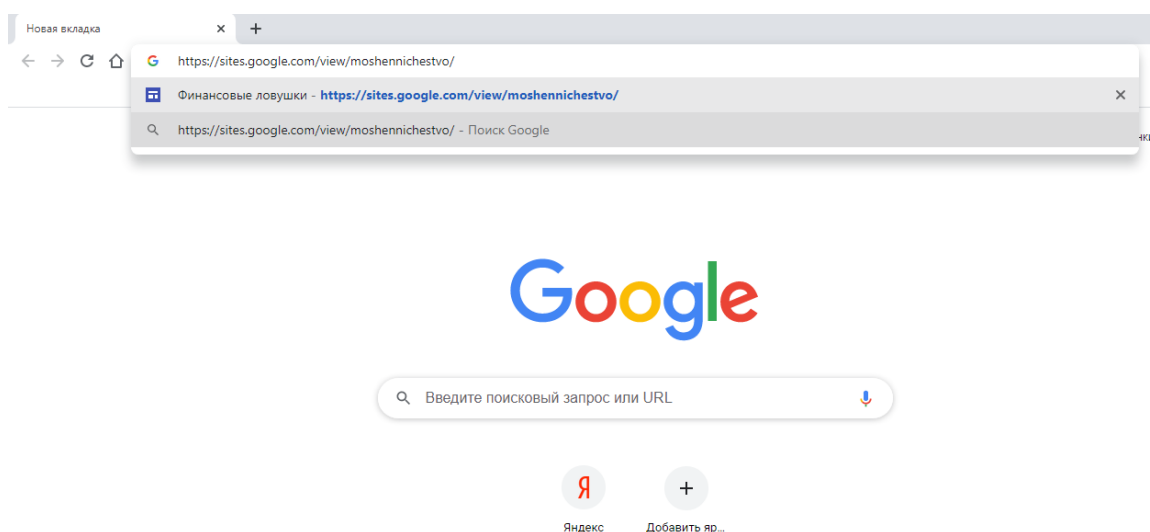 Новая вкладка
https://sites.google.com/view/moshennichestvo/
Финансовые ловушки - https://sites.google.com/view/moshennichestvo/
https://sites.google.com/view/moshennichestvo/ - Поиск Google
Google
Введите поисковый запрос или URL
Я
Яндекс
Добавить яр...